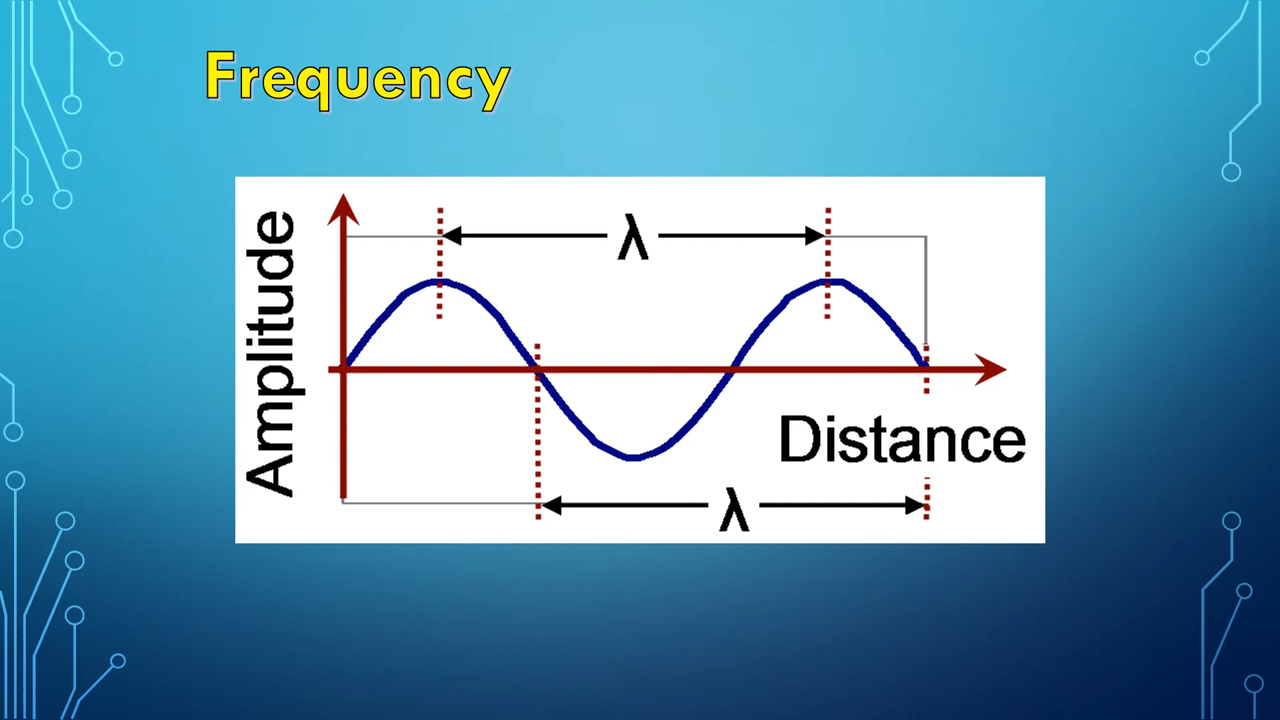 Frequency
Amplitude
λ
Distance
λ